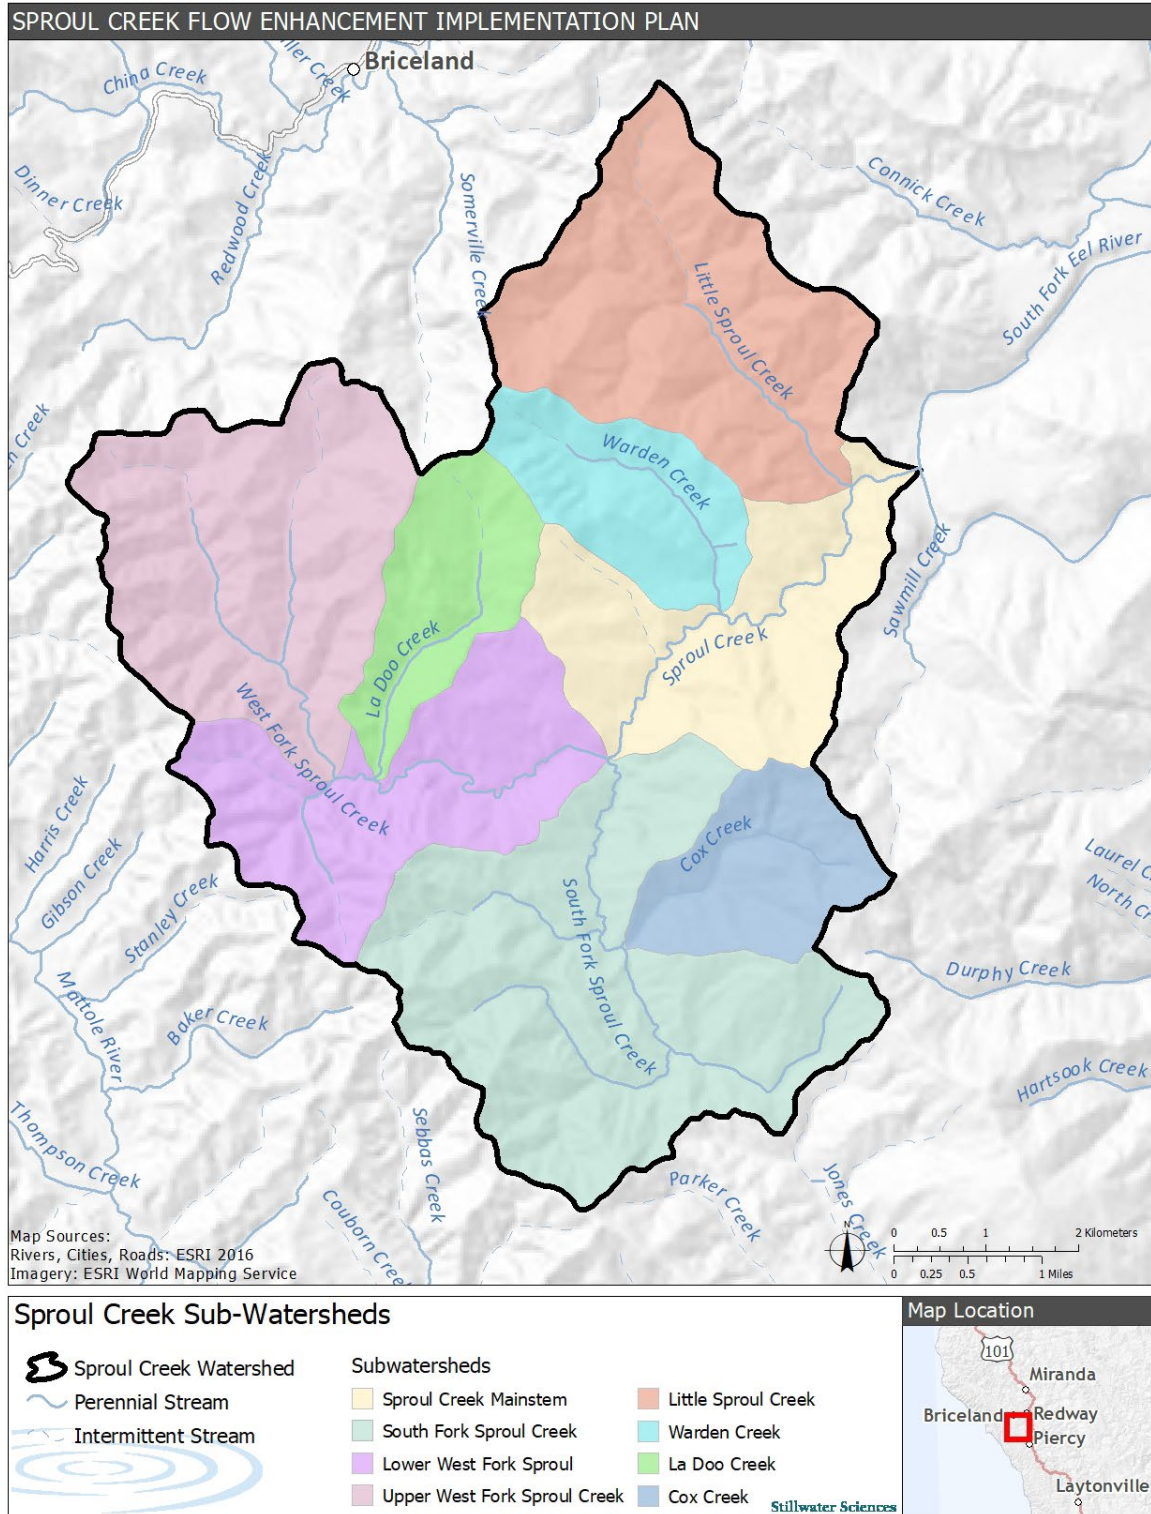 SPROUL CREEK FLOW ENHANCEMENT IMPLEMENTATION PLAN
Briceland
China Creek
ller Creek
Dinner Creek
Redwood Creek
Somerville Creek
Connick Creek
South Fork Eel River
Little Sproul Creek
Warden Creek
n Creek
Sawmill Creek
Sproul Creek
La Doo Creek
West Fork Sproul Creek
Harris Creek
Gibson Creek
Stanley Creek
Cox Creek
South Fork Sproul Creek
Laurel C
North Cr
Durphy Creek
Mattole River
Baker Creek
Hartsook Creek
Thompson Creek
Sebbas Creek
Couborn Creek
Parker Creek
Jones Creek
Map Sources:
Rivers, Cities, Roads: ESRI 2016
Imagery: ESRI World Mapping Service
N
0 0.5 1 2 Kilometers
0 0.25 0.5 1 Miles
Sproul Creek Sub-Watersheds
Sproul Creek Watershed
Perennial Stream
Intermittent Stream
Subwatersheds
Sproul Creek Mainstem
South Fork Sproul Creek
Lower West Fork Sproul
Upper West Fork Sproul Creek
Little Sproul Creek
Warden Creek
La Doo Creek
Cox Creek
Stillwater Sciences
Map Location
101
Miranda
Briceland
Redway
Piercy
Laytonville